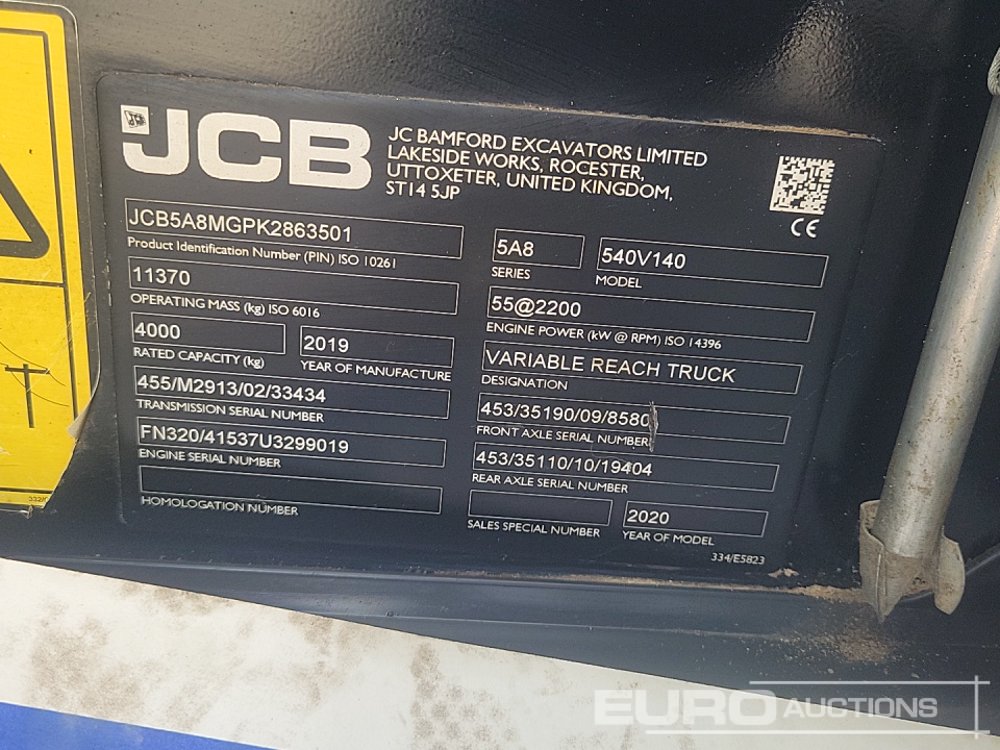 JCB
JC BAMFORD EXCAVATORS LIMITED
LAKESIDE WORKS, ROCESTER,
UTTOXETER, UNITED KINGDOM,
ST14 5JP
CE
JCB5A8MGPK2863501
Product Identification Number (PIN) ISO 10261
5A8
SERIES
540V140
MODEL
11370
OPERATING MASS (kg) ISO 6016
55@2200
ENGINE POWER (kW @ RPM) ISO 14396
4000
RATED CAPACITY (kg)
2019
YEAR OF MANUFACTURE
VARIABLE REACH TRUCK
DESIGNATION
455/M2913/02/33434
TRANSMISSION SERIAL NUMBER
453/35190/09/8580
FRONT AXLE SERIAL NUMBER
FN320/41537U3299019
ENGINE SERIAL NUMBER
453/35110/10/19404
REAR AXLE SERIAL NUMBER
HOMOLOGATION NUMBER
SALES SPECIAL NUMBER
2020
YEAR OF MODEL
334/E5823
T
EURO AUCTIONS